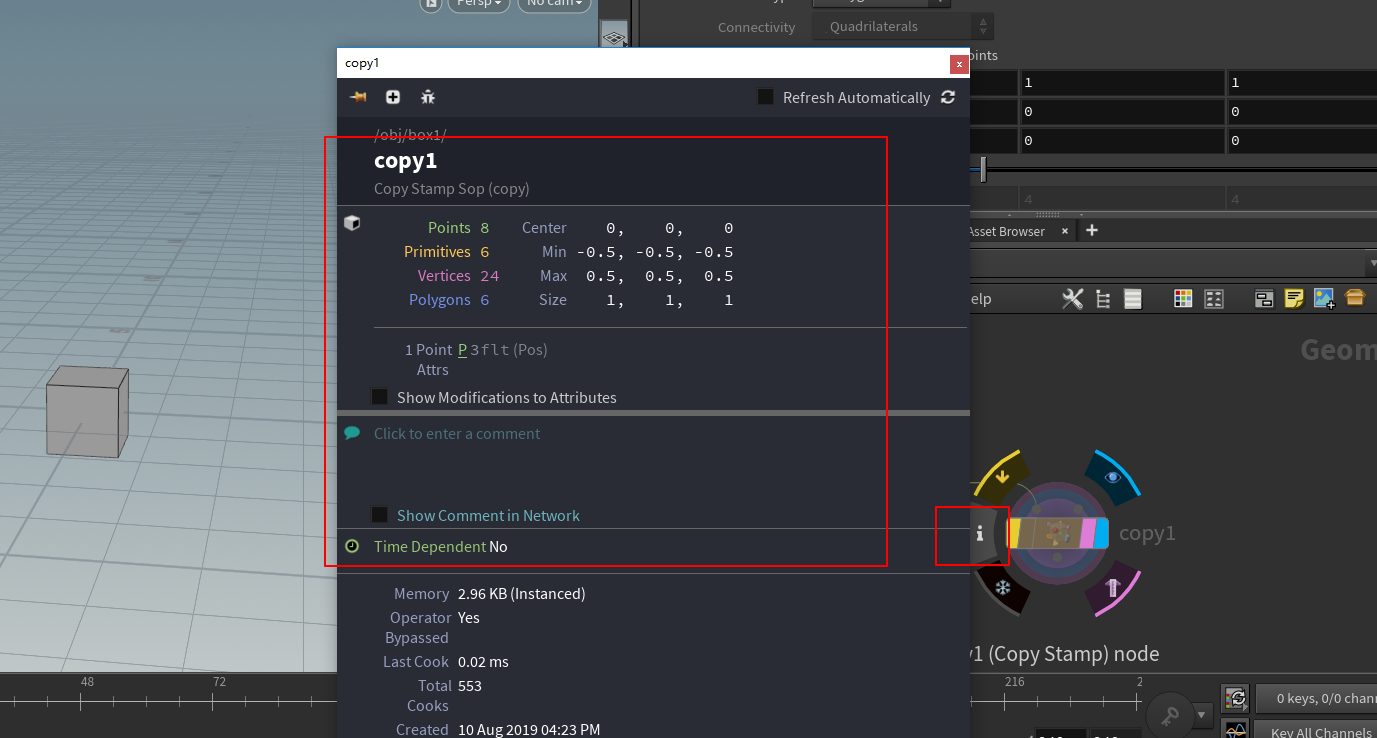 Persp
No cam
Connectivity Quadrilaterals
oints
copy1
x
Refresh Automatically
1 1
0 0
0 0
4 4
/obj/box1/
copy1
Copy Stamp Sop (copy)
Points 8 Center 0, 0, 0
Primitives 6 Min -0.5, -0.5, -0.5
Vertices 24 Max 0.5, 0.5, 0.5
Polygons 6 Size 1, 1, 1
Asset Browser × +
elp
1 Point P 3flt (Pos)
Attrs
Geom
Show Modifications to Attributes
Click to enter a comment
Show Comment in Network
Time Dependent No
i
copy1
Memory 2.96 KB (Instanced)
Operator Yes
Bypassed
Last Cook 0.02 ms
Total 553
Cooks
Created 10 Aug 2019 04:23 PM
y1 (Copy Stamp) node
48 72 216 2
0 keys, 0/0 chann
Key All Channels